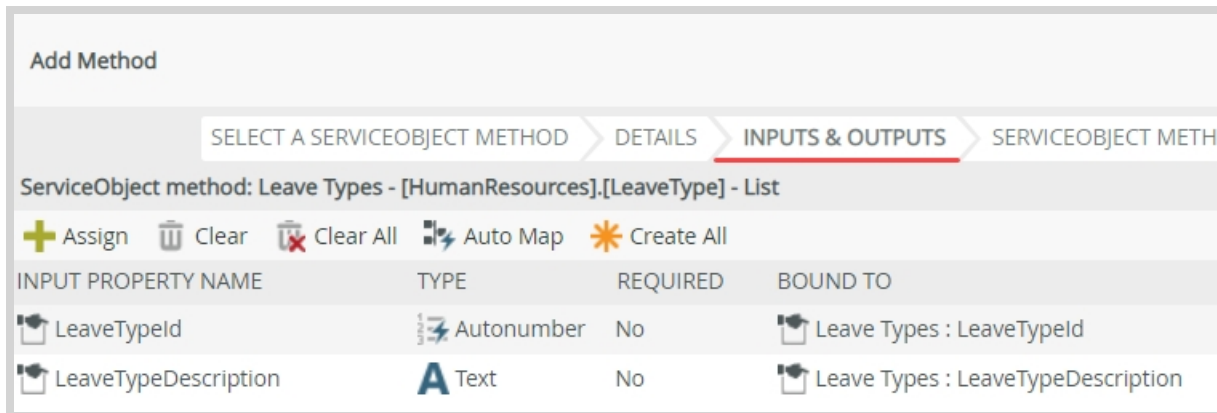 Add Method
SELECT A SERVICEOBJECT METHOD DETAILS INPUTS & OUTPUTS SERVICEOBJECT METH
ServiceObject method: Leave Types - [HumanResources].[LeaveType] - List
Assign Clear Clear All Auto Map Create All
INPUT PROPERTY NAME TYPE REQUIRED BOUND TO
LeaveTypeId Autonumber No Leave Types : LeaveTypeId
LeaveTypeDescription Text No Leave Types : LeaveTypeDescription